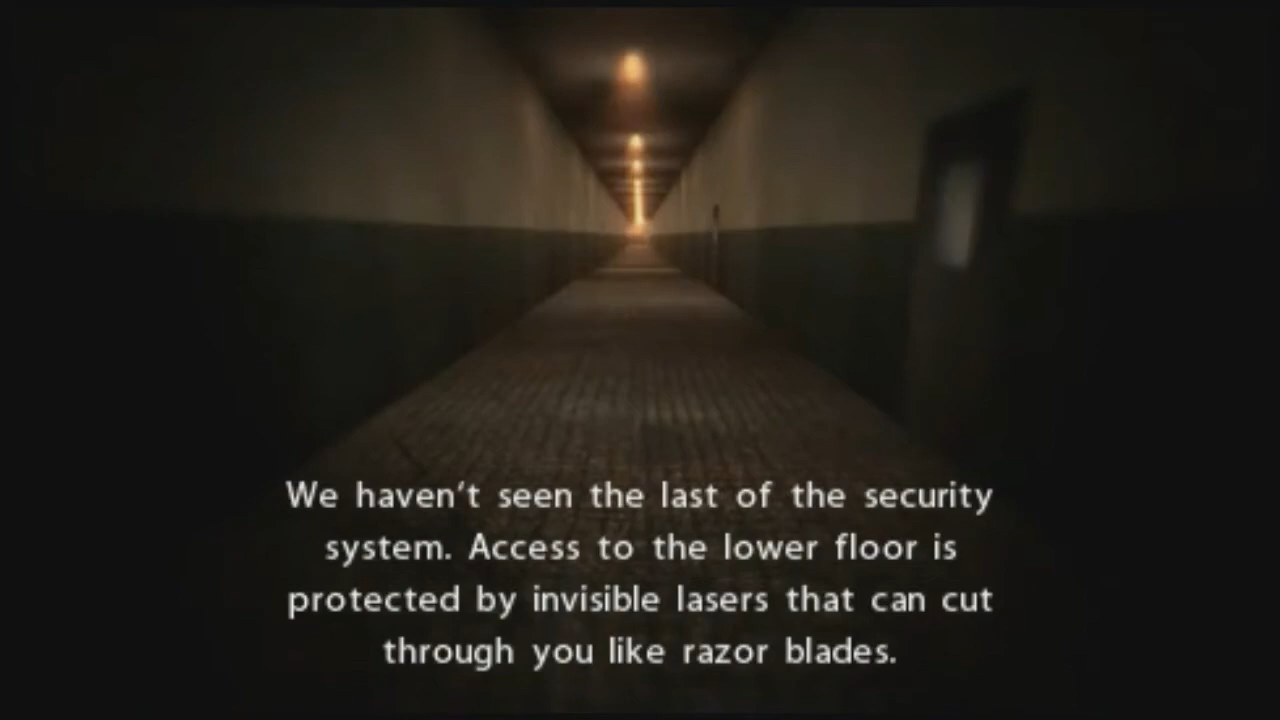 We haven't seen the last of the security
system. Access to the lower floor is
protected by invisible lasers that can cut
through you like razor blades.